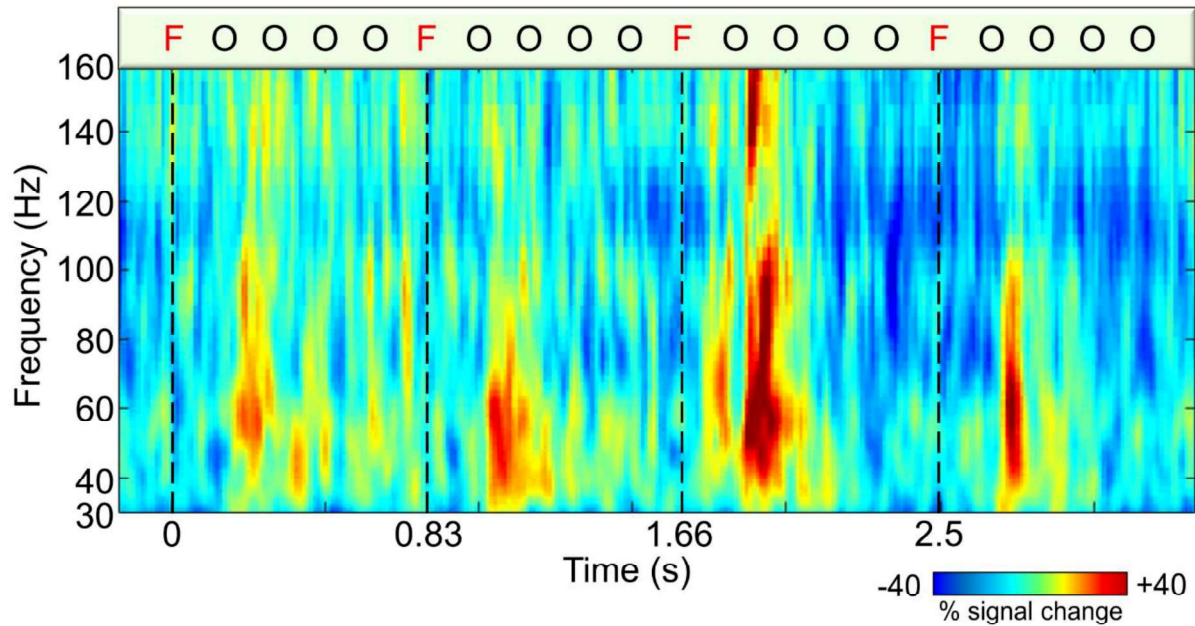 F O O O O F O O O O F O O O O F O O O O
160
140
120
100
80
60
40
30
Frequency (Hz)
0 0.83 1.66 2.5
Time (s)
-40 +40
% signal change